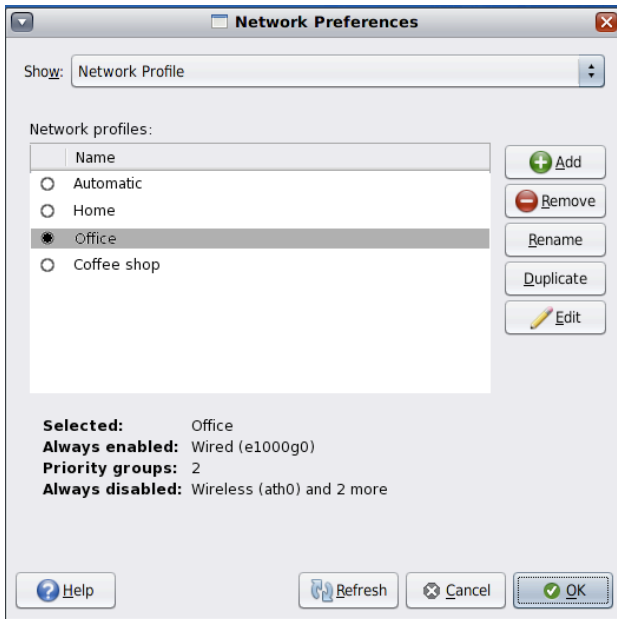 Network Preferences
Show: Network Profile
Network profiles:
Name
Automatic
Home
Office
Coffee shop
Add
Remove
Rename
Duplicate
Edit
Selected: Office
Always enabled: Wired (e1000g0)
Priority groups: 2
Always disabled: Wireless (ath0) and 2 more
Help
Refresh
Cancel
OK